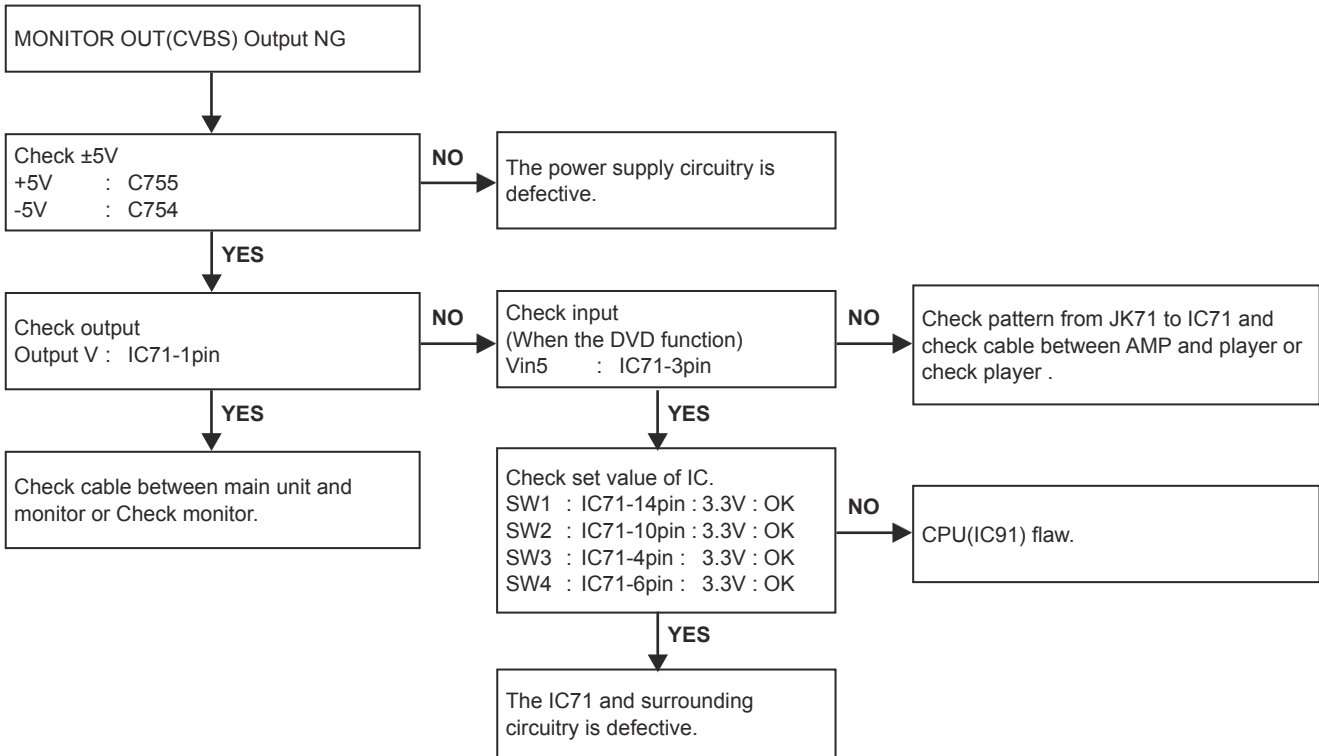 MONITOR OUT(CVBS) Output NG
Check ±5V
+5V : C755
-5V : C754
NO
The power supply circuitry is
defective.
YES
Check output
Output V : IC71-1pin
NO
Check input
(When the DVD function)
Vin5 : IC71-3pin
NO
Check pattern from JK71 to IC71 and
check cable between AMP and player or
check player .
YES
Check cable between main unit and
monitor or Check monitor.
YES
Check set value of IC.
SW1 : IC71-14pin : 3.3V : OK
SW2 : IC71-10pin : 3.3V : OK
SW3 : IC71-4pin : 3.3V : OK
SW4 : IC71-6pin : 3.3V : OK
NO
CPU(IC91) flaw.
YES
The IC71 and surrounding
circuitry is defective.